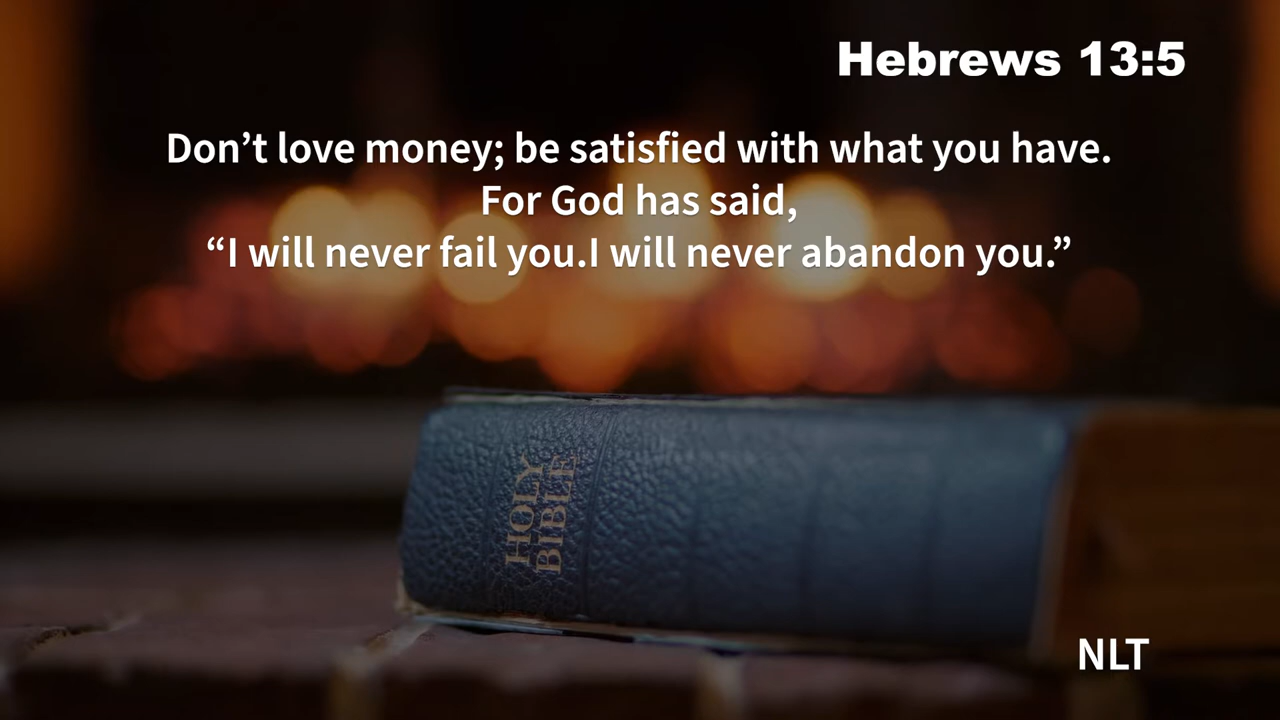 Hebrews 13:5
Don’t love money; be satisfied with what you have.
For God has said,
“I will never fail you.I will never abandon you.”
HOLY
BIBLE
NLT